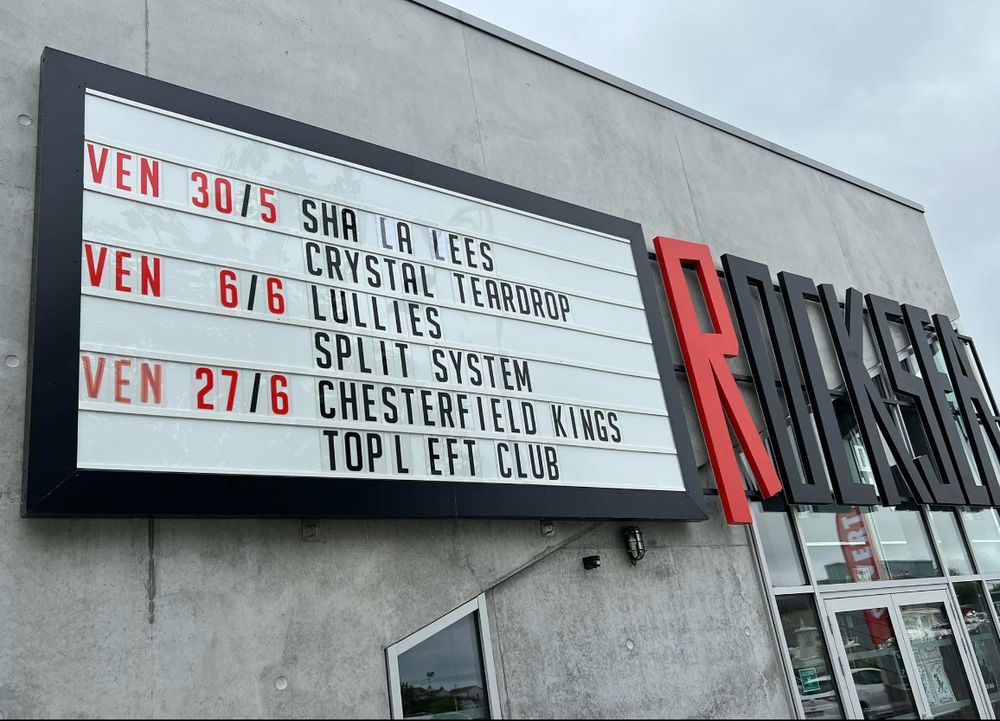 VEN 30/5 SHA LA LEES
CRYSTAL TEARDROP
VEN 6/6 LULLIES
SPLIT SYSTEM
VEN 27/6 CHESTERFIELD KINGS
TOPL EFT CLUB
ROCKSEA